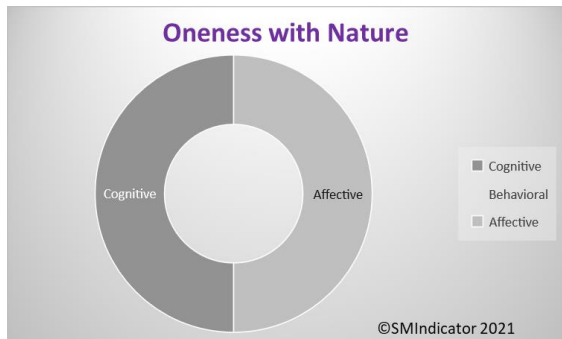 Oneness with Nature
Cognitive
Affective
Cognitive
Behavioral
Affective
©SMIndicator 2021